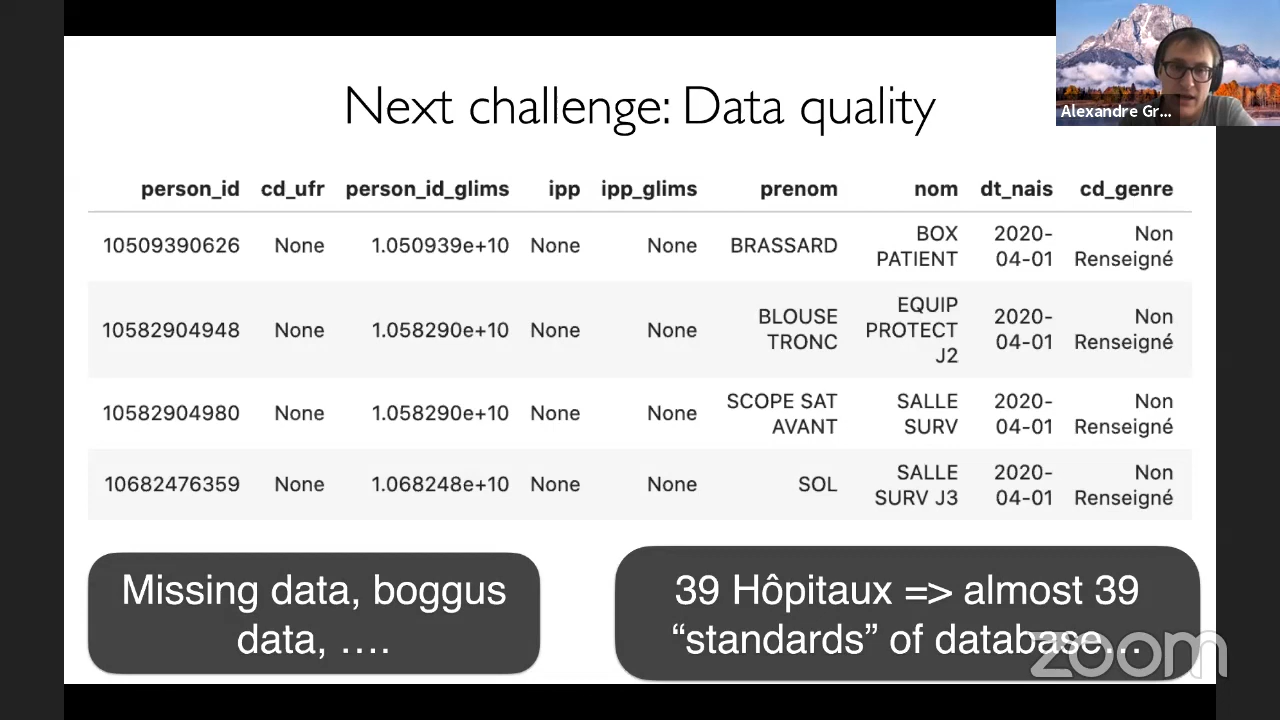 Next challenge: Data quality
Alexandre Gr...
person_id cd_ufr person_id_glims ipp ipp_glims prenom nom dt_nais cd_genre
10509390626 None 1.050939e+10 None None BRASSARD BOX PATIENT 2020-04-01 Non Renseigné
10582904948 None 1.058290e+10 None None BLOUSE TRONC EQUIP PROTECT J2 2020-04-01 Non Renseigné
10582904980 None 1.058290e+10 None None SCOPE SAT AVANT SALLE SURV 2020-04-01 Non Renseigné
10682476359 None 1.068248e+10 None None SOL SALLE SURV J3 2020-04-01 Non Renseigné
Missing data, boggus
data, ....
39 Hôpitaux => almost 39
“standards” of database...
zoom